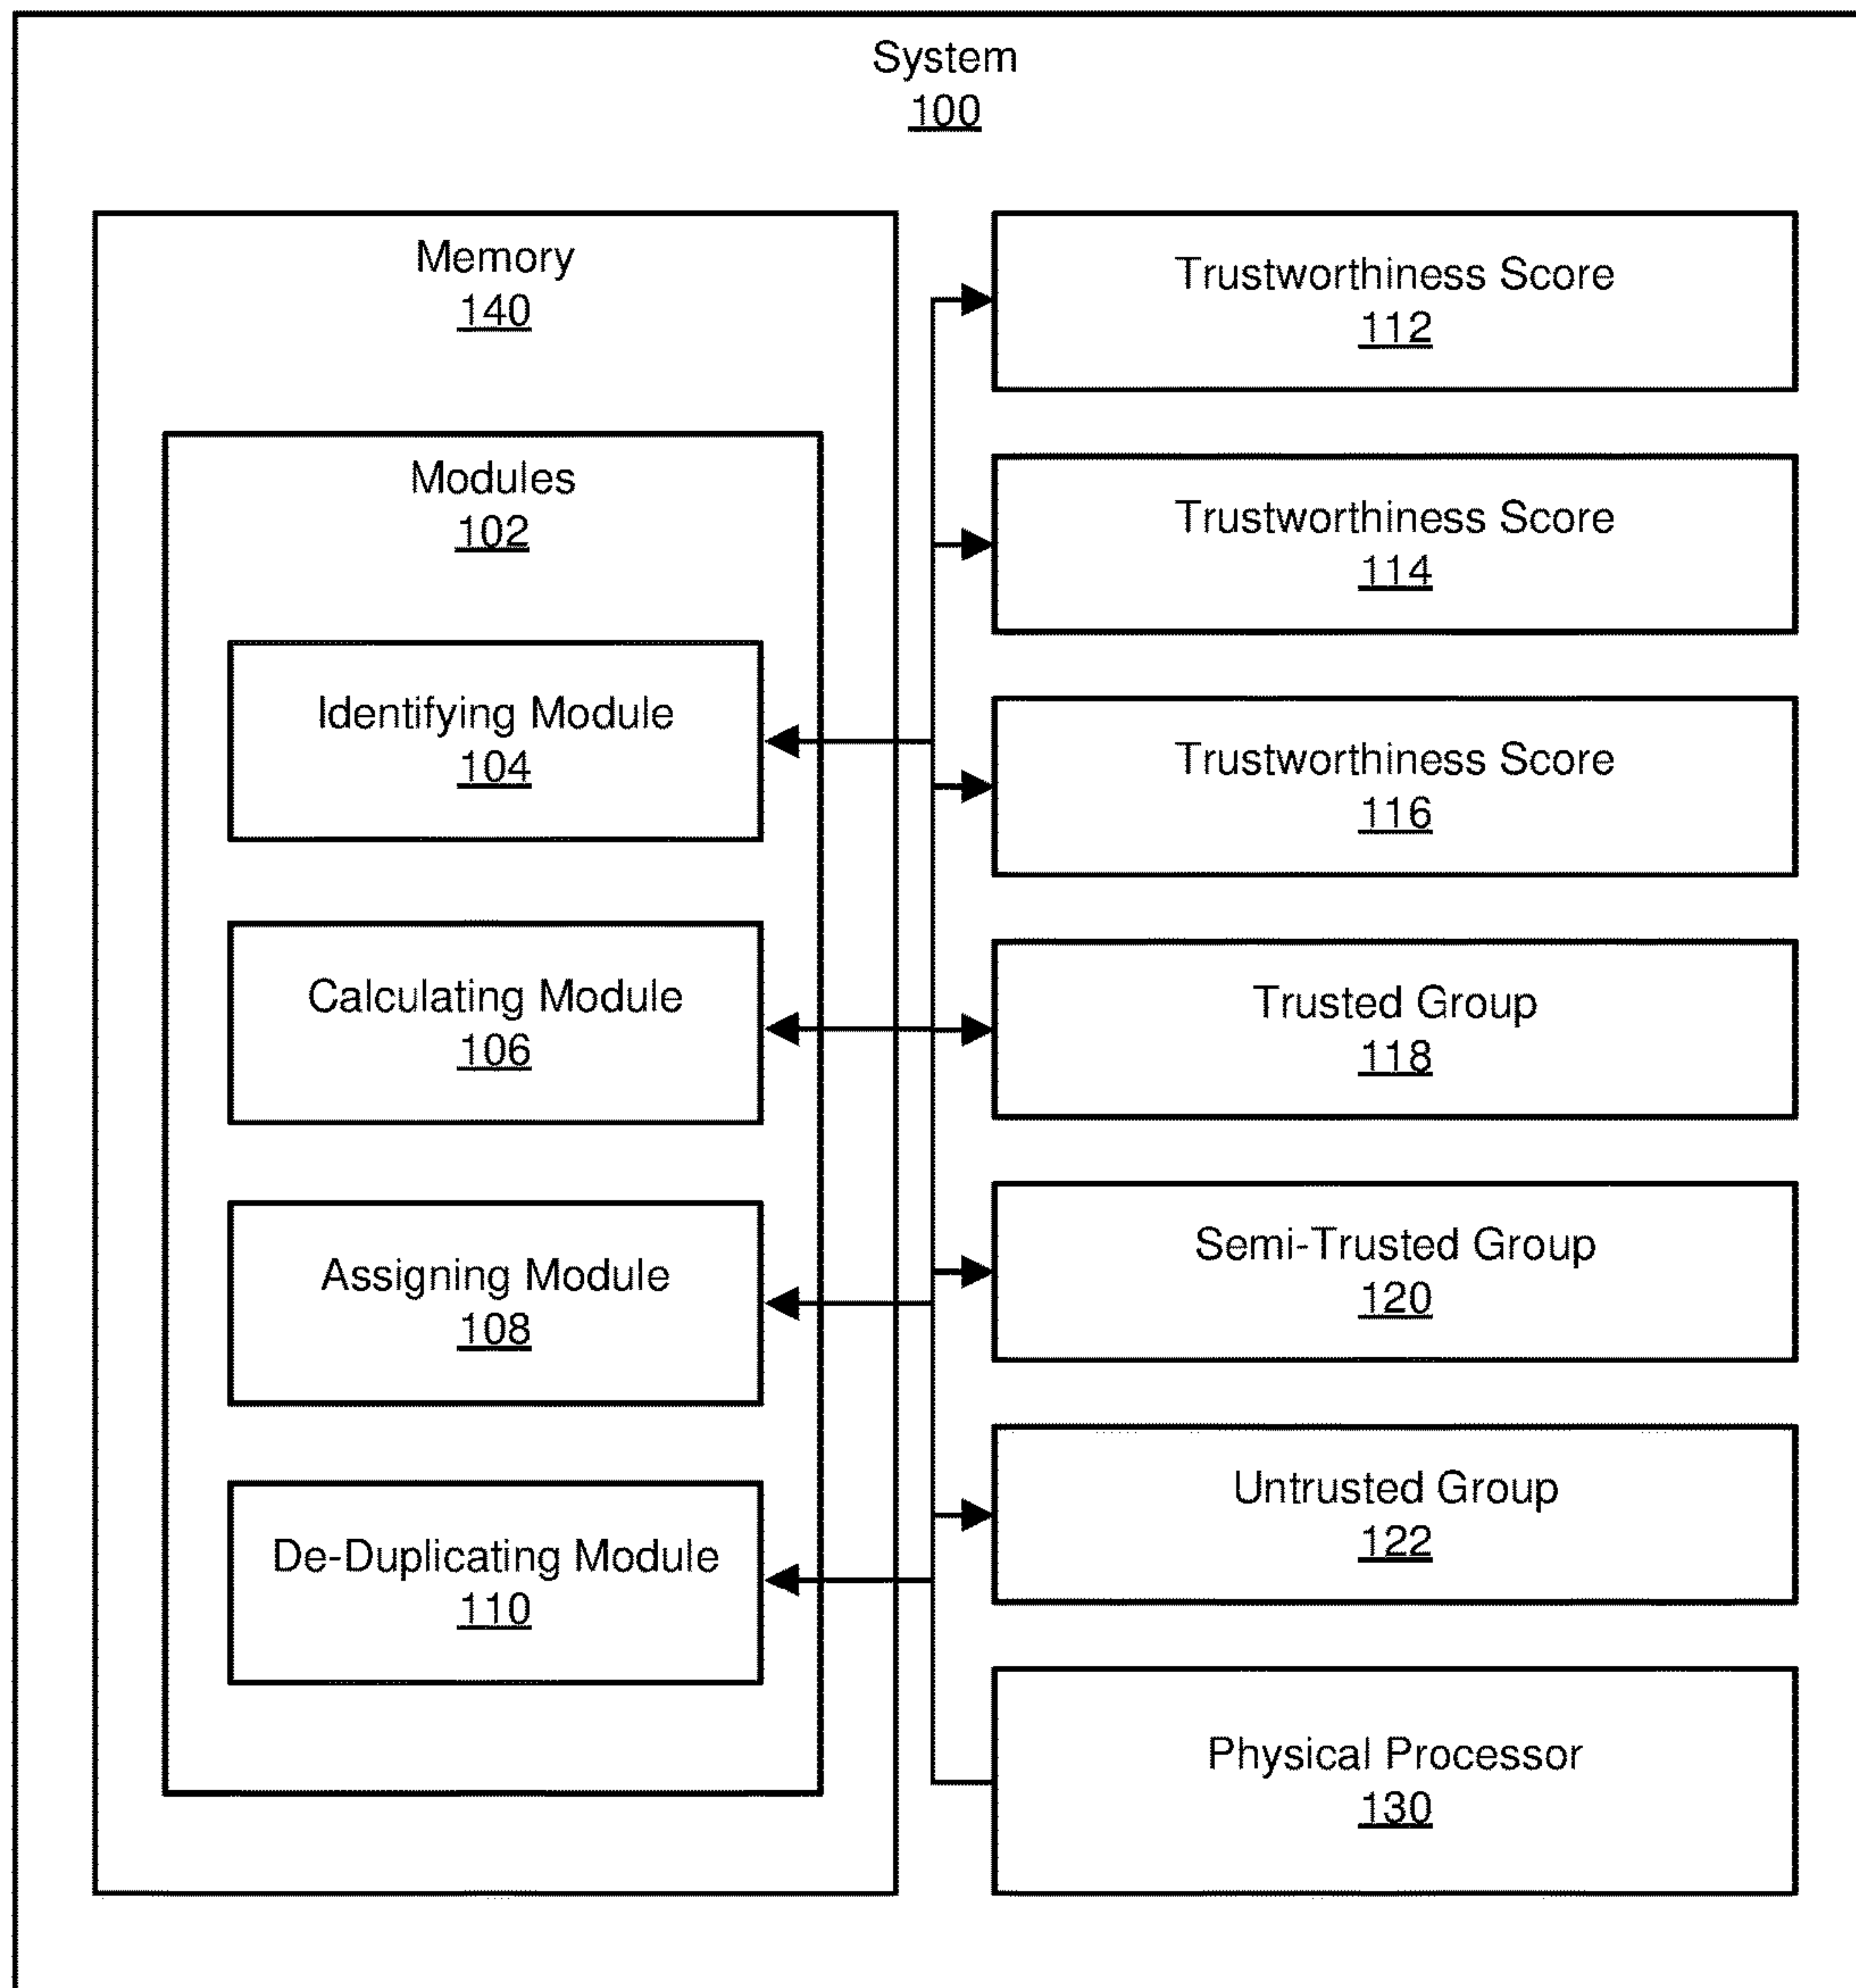 System
100
Memory
140
Modules
102
Identifying Module
104
Calculating Module
106
Assigning Module
108
De-Duplicating Module
110
Trustworthiness Score
112
Trustworthiness Score
114
Trustworthiness Score
116
Trusted Group
118
Semi-Trusted Group
120
Untrusted Group
122
Physical Processor
130